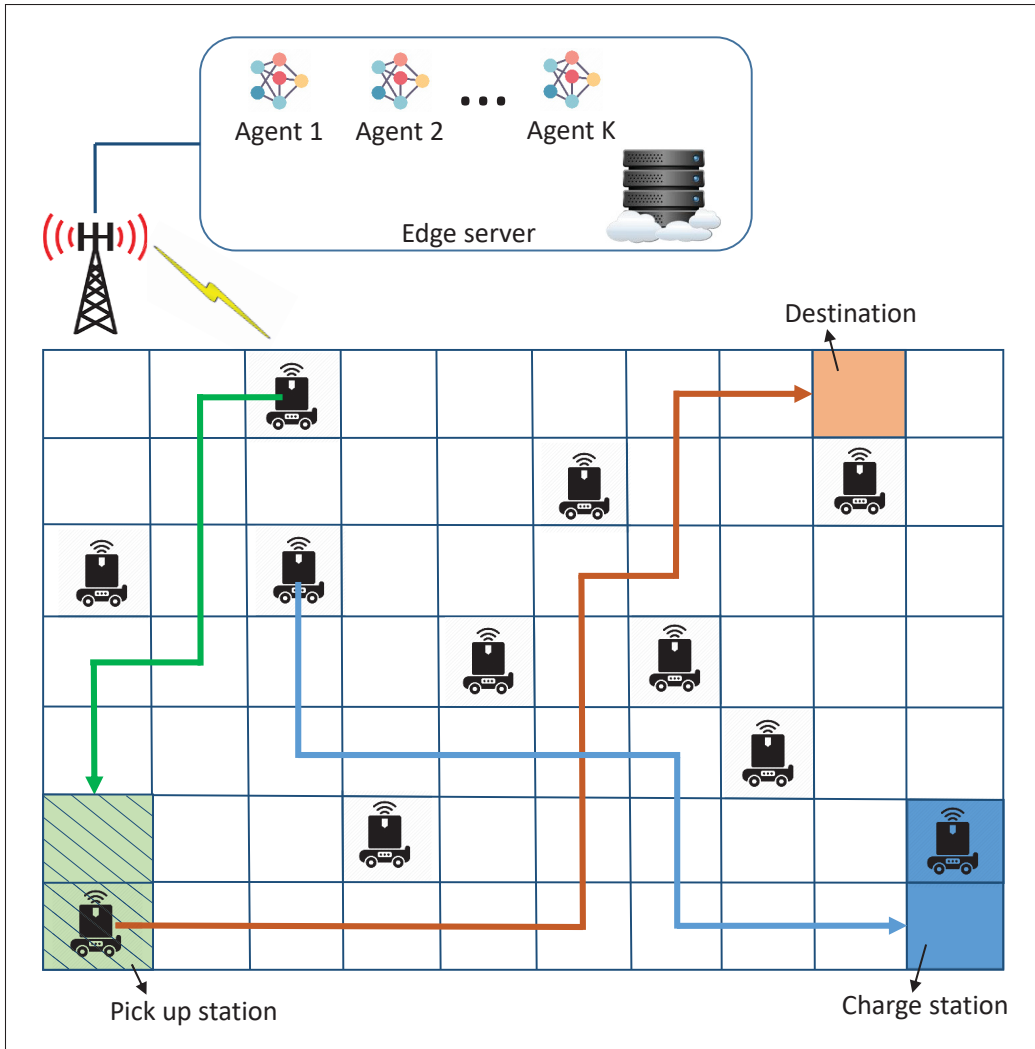 Agent 1
Agent 2
...
Agent K
Edge server
Destination
Pick up station
Charge station